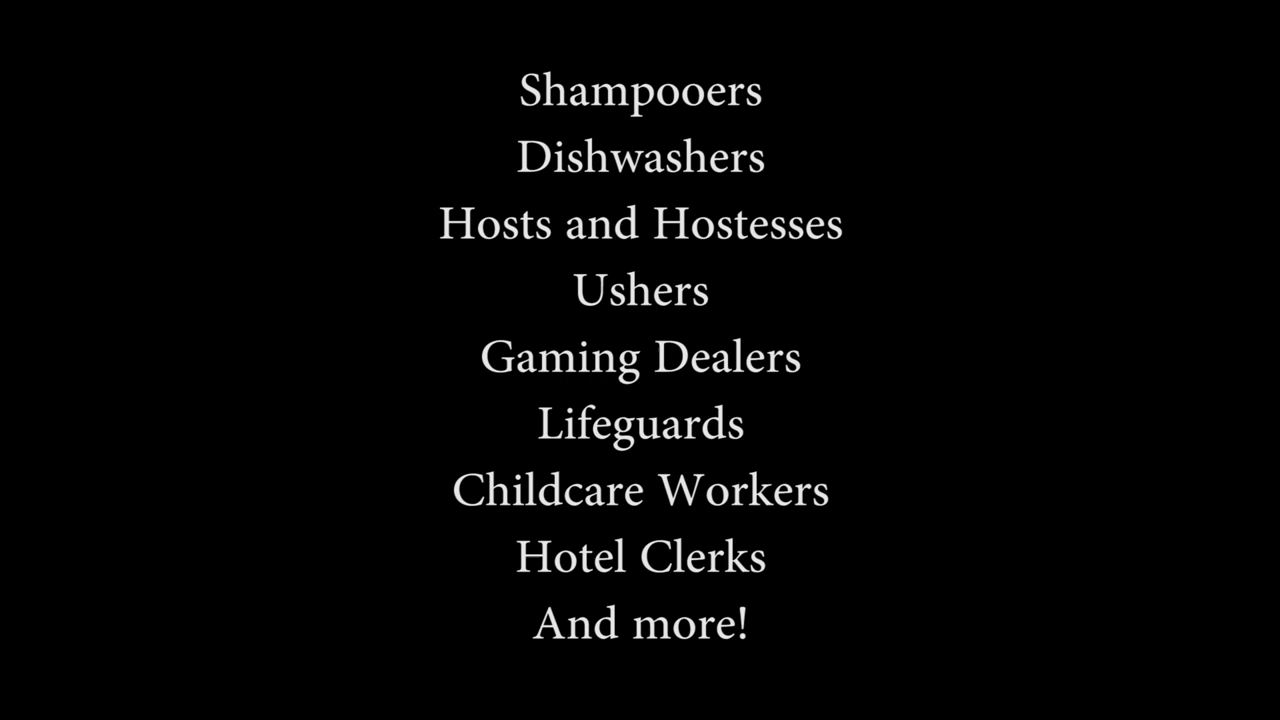 Shampooers
Dishwashers
Hosts and Hostesses
Ushers
Gaming Dealers
Lifeguards
Childcare Workers
Hotel Clerks
And more!